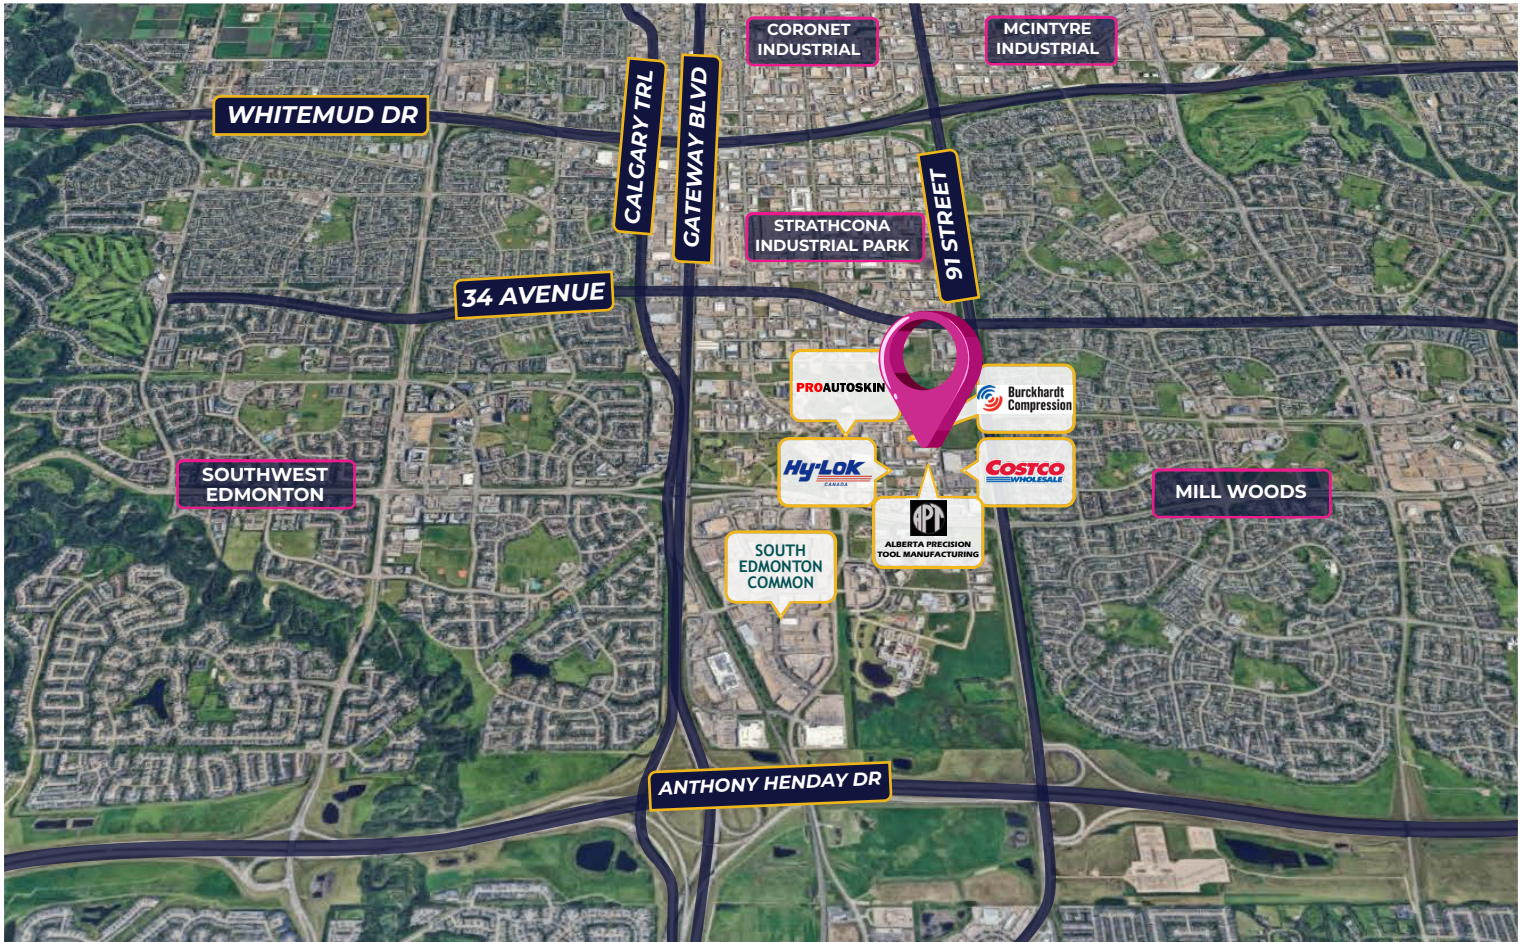 CORONET
INDUSTRIAL
MCINTYRE
INDUSTRIAL
WHITEMUD DR
CALGARY TRL
GATEWAY BLVD
91 STREET
STRATHCONA
INDUSTRIAL PARK
34 AVENUE
PROAUTOSKIN
Burckhardt
Compression
Hy-Lok
CANADA
COSTCO
WHOLESALE
SOUTHWEST
EDMONTON
MILL WOODS
APT
ALBERTA PRECISION
TOOL MANUFACTURING
SOUTH
EDMONTON
COMMON
ANTHONY HENDAY DR